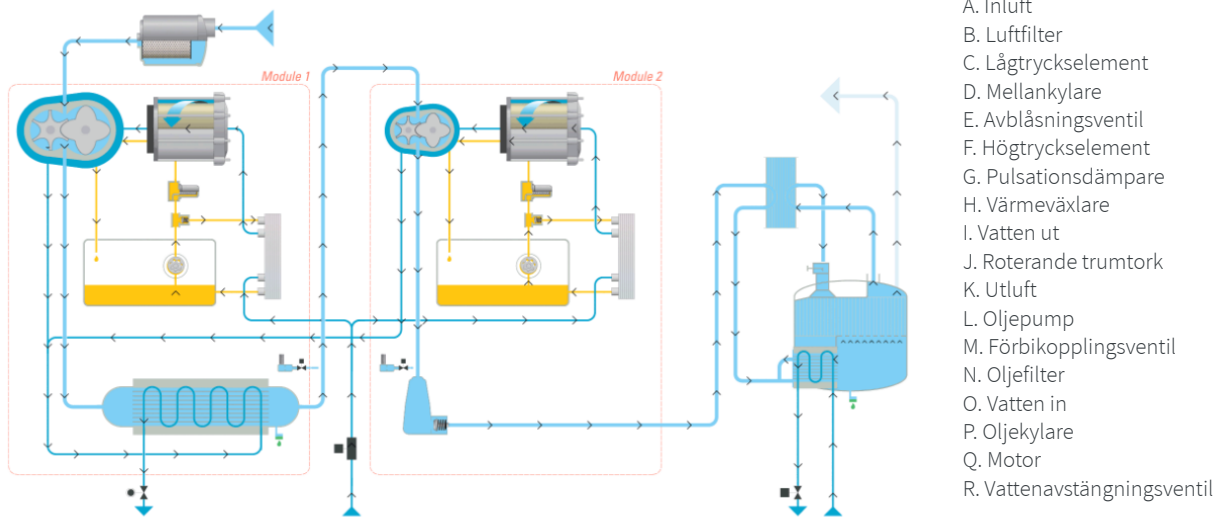 A. Inluft
B. Luftfilter
Module 1
Module 2
C. Lågtryckselement
D. Mellankylare
E. Avblåsningsventil
F. Högtryckselement
G. Pulsationsdämpare
H. Värmeväxlare
I. Vatten ut
J. Roterande trumtork
K. Utluft
L. Oljepump
M. Förbikopplingsventil
N. Oljefilter
O. Vatten in
P. Oljekylare
Q. Motor
R. Vattenavstängningsventil